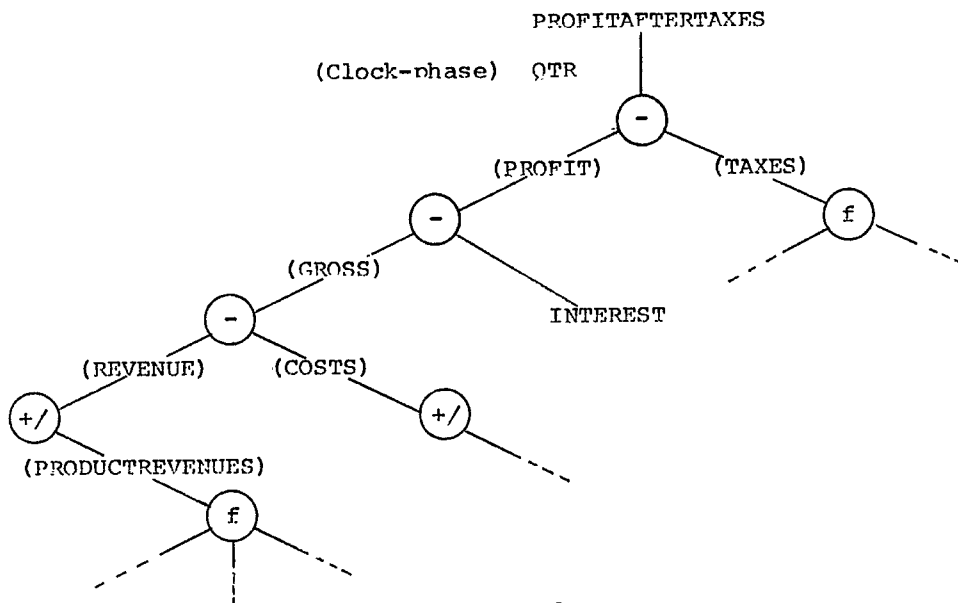 PROFITAFTERTAXES
(Clock-phase) QTR
-
(PROFIT) (TAXES)
- f
(GROSS)
- INTEREST
(REVENUE) (COSTS)
+/ +/
(PRODUCTREVENUES)
f